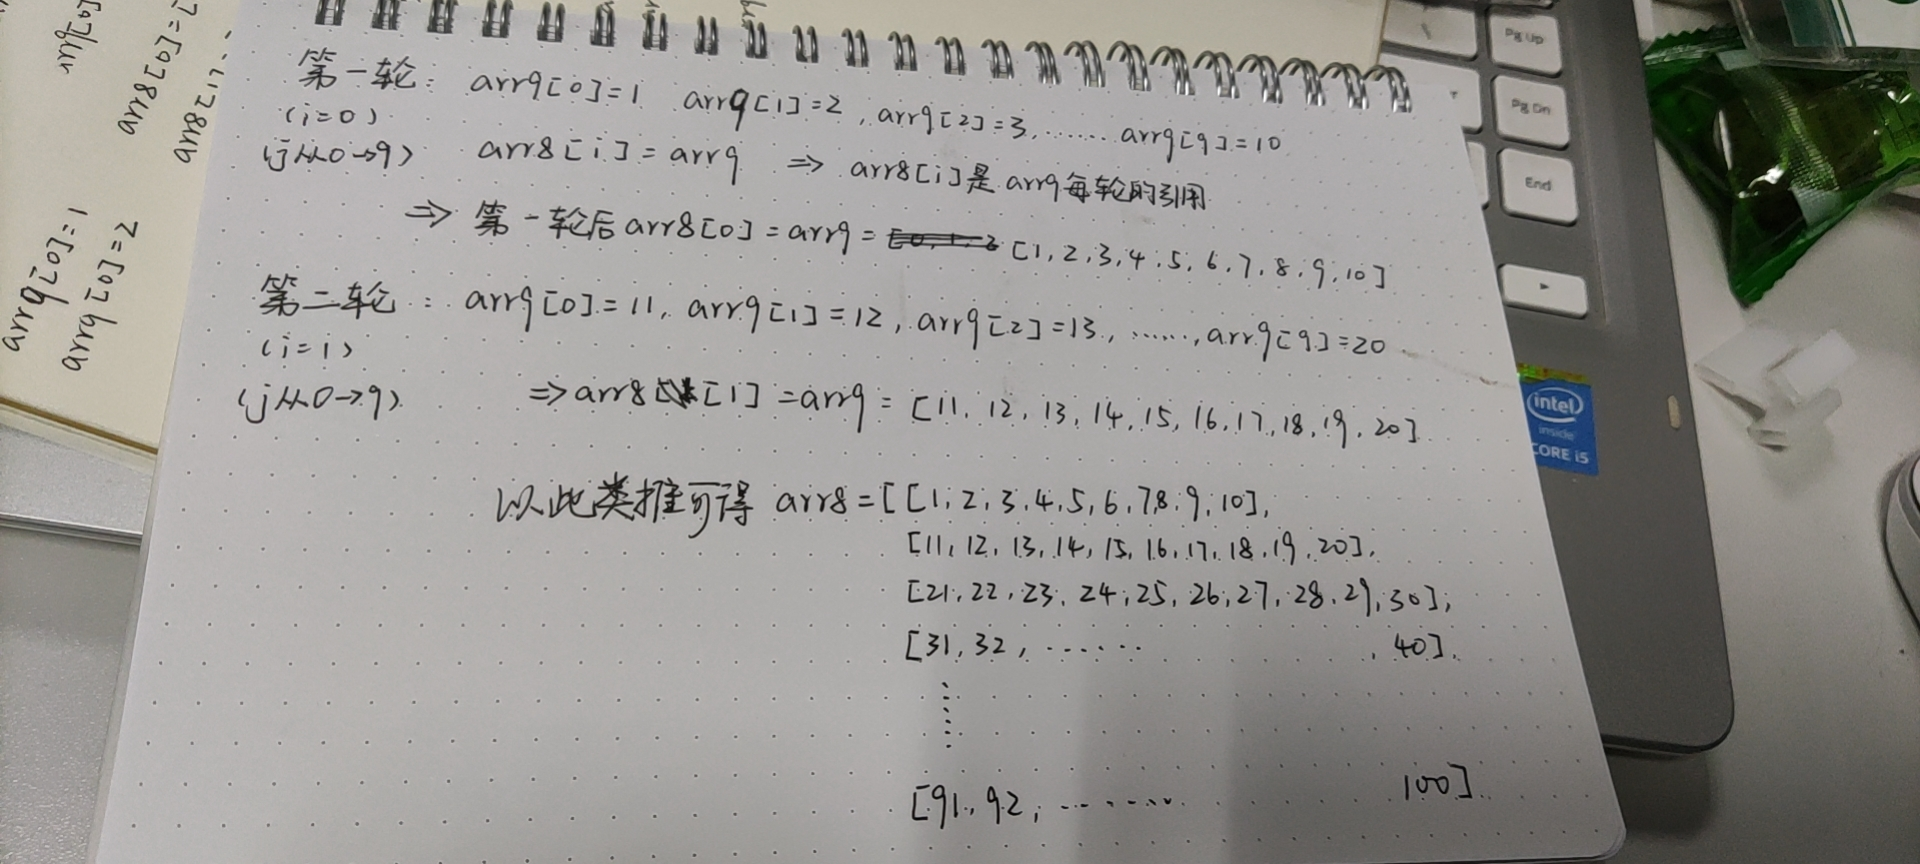 第一轮: arr9[0]=1 arr9[1]=2, arr9[2]=3, ...... arr9[9]=10
(i=0)
(j从0→9) arr8[i]=arr9 ⇒ arr8[i]是arr9每轮的引用
⇒ 第一轮后 arr8[0]=arr9= [1,2,3,4,5,6,7,8,9,10]
第二轮: arr9[0]=11, arr9[1]=12, arr9[2]=13, ......, arr9[9]=20
(i=1)
(j从0→9) ⇒arr8[1]=arr9=[11,12,13,14,15,16,17,18,19,20]
以此类推可得 arr8=[[1,2,3,4,5,6,7,8,9,10],
[11,12,13,14,15,16,17,18,19,20],
[21,22,23,24,25,26,27,28,29,30],
[31,32, ...... ,40],
......
[91,92, ........ 100]
arr9[0]=1
arr9[0]=2
Pg Up
Pg Dn
End
intel
inside
CORE i5